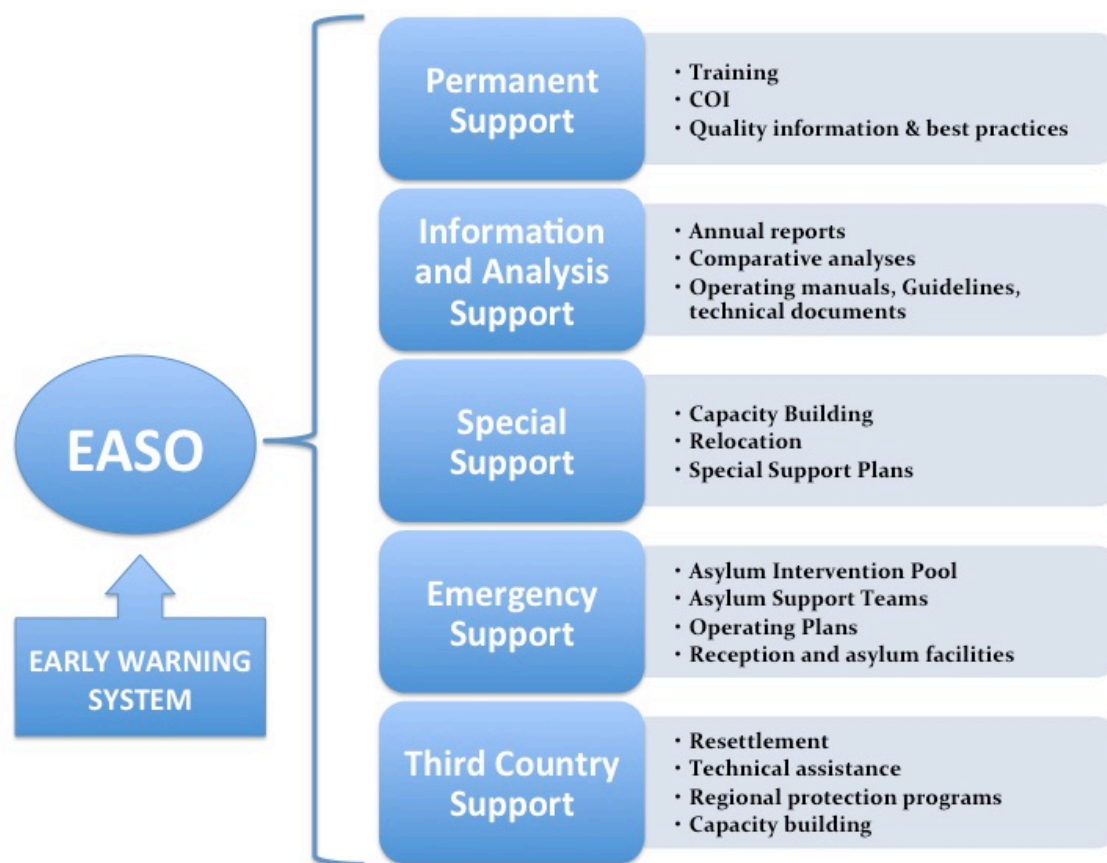 Permanent
Support
· Training
· COI
· Quality information & best practices
Information
and Analysis
Support
· Annual reports
· Comparative analyses
· Operating manuals, Guidelines,
technical documents
EASO
Special
Support
· Capacity Building
· Relocation
· Special Support Plans
EARLY WARNING
SYSTEM
Emergency
Support
· Asylum Intervention Pool
· Asylum Support Teams
· Operating Plans
· Reception and asylum facilities
Third Country
Support
· Resettlement
· Technical assistance
· Regional protection programs
· Capacity building